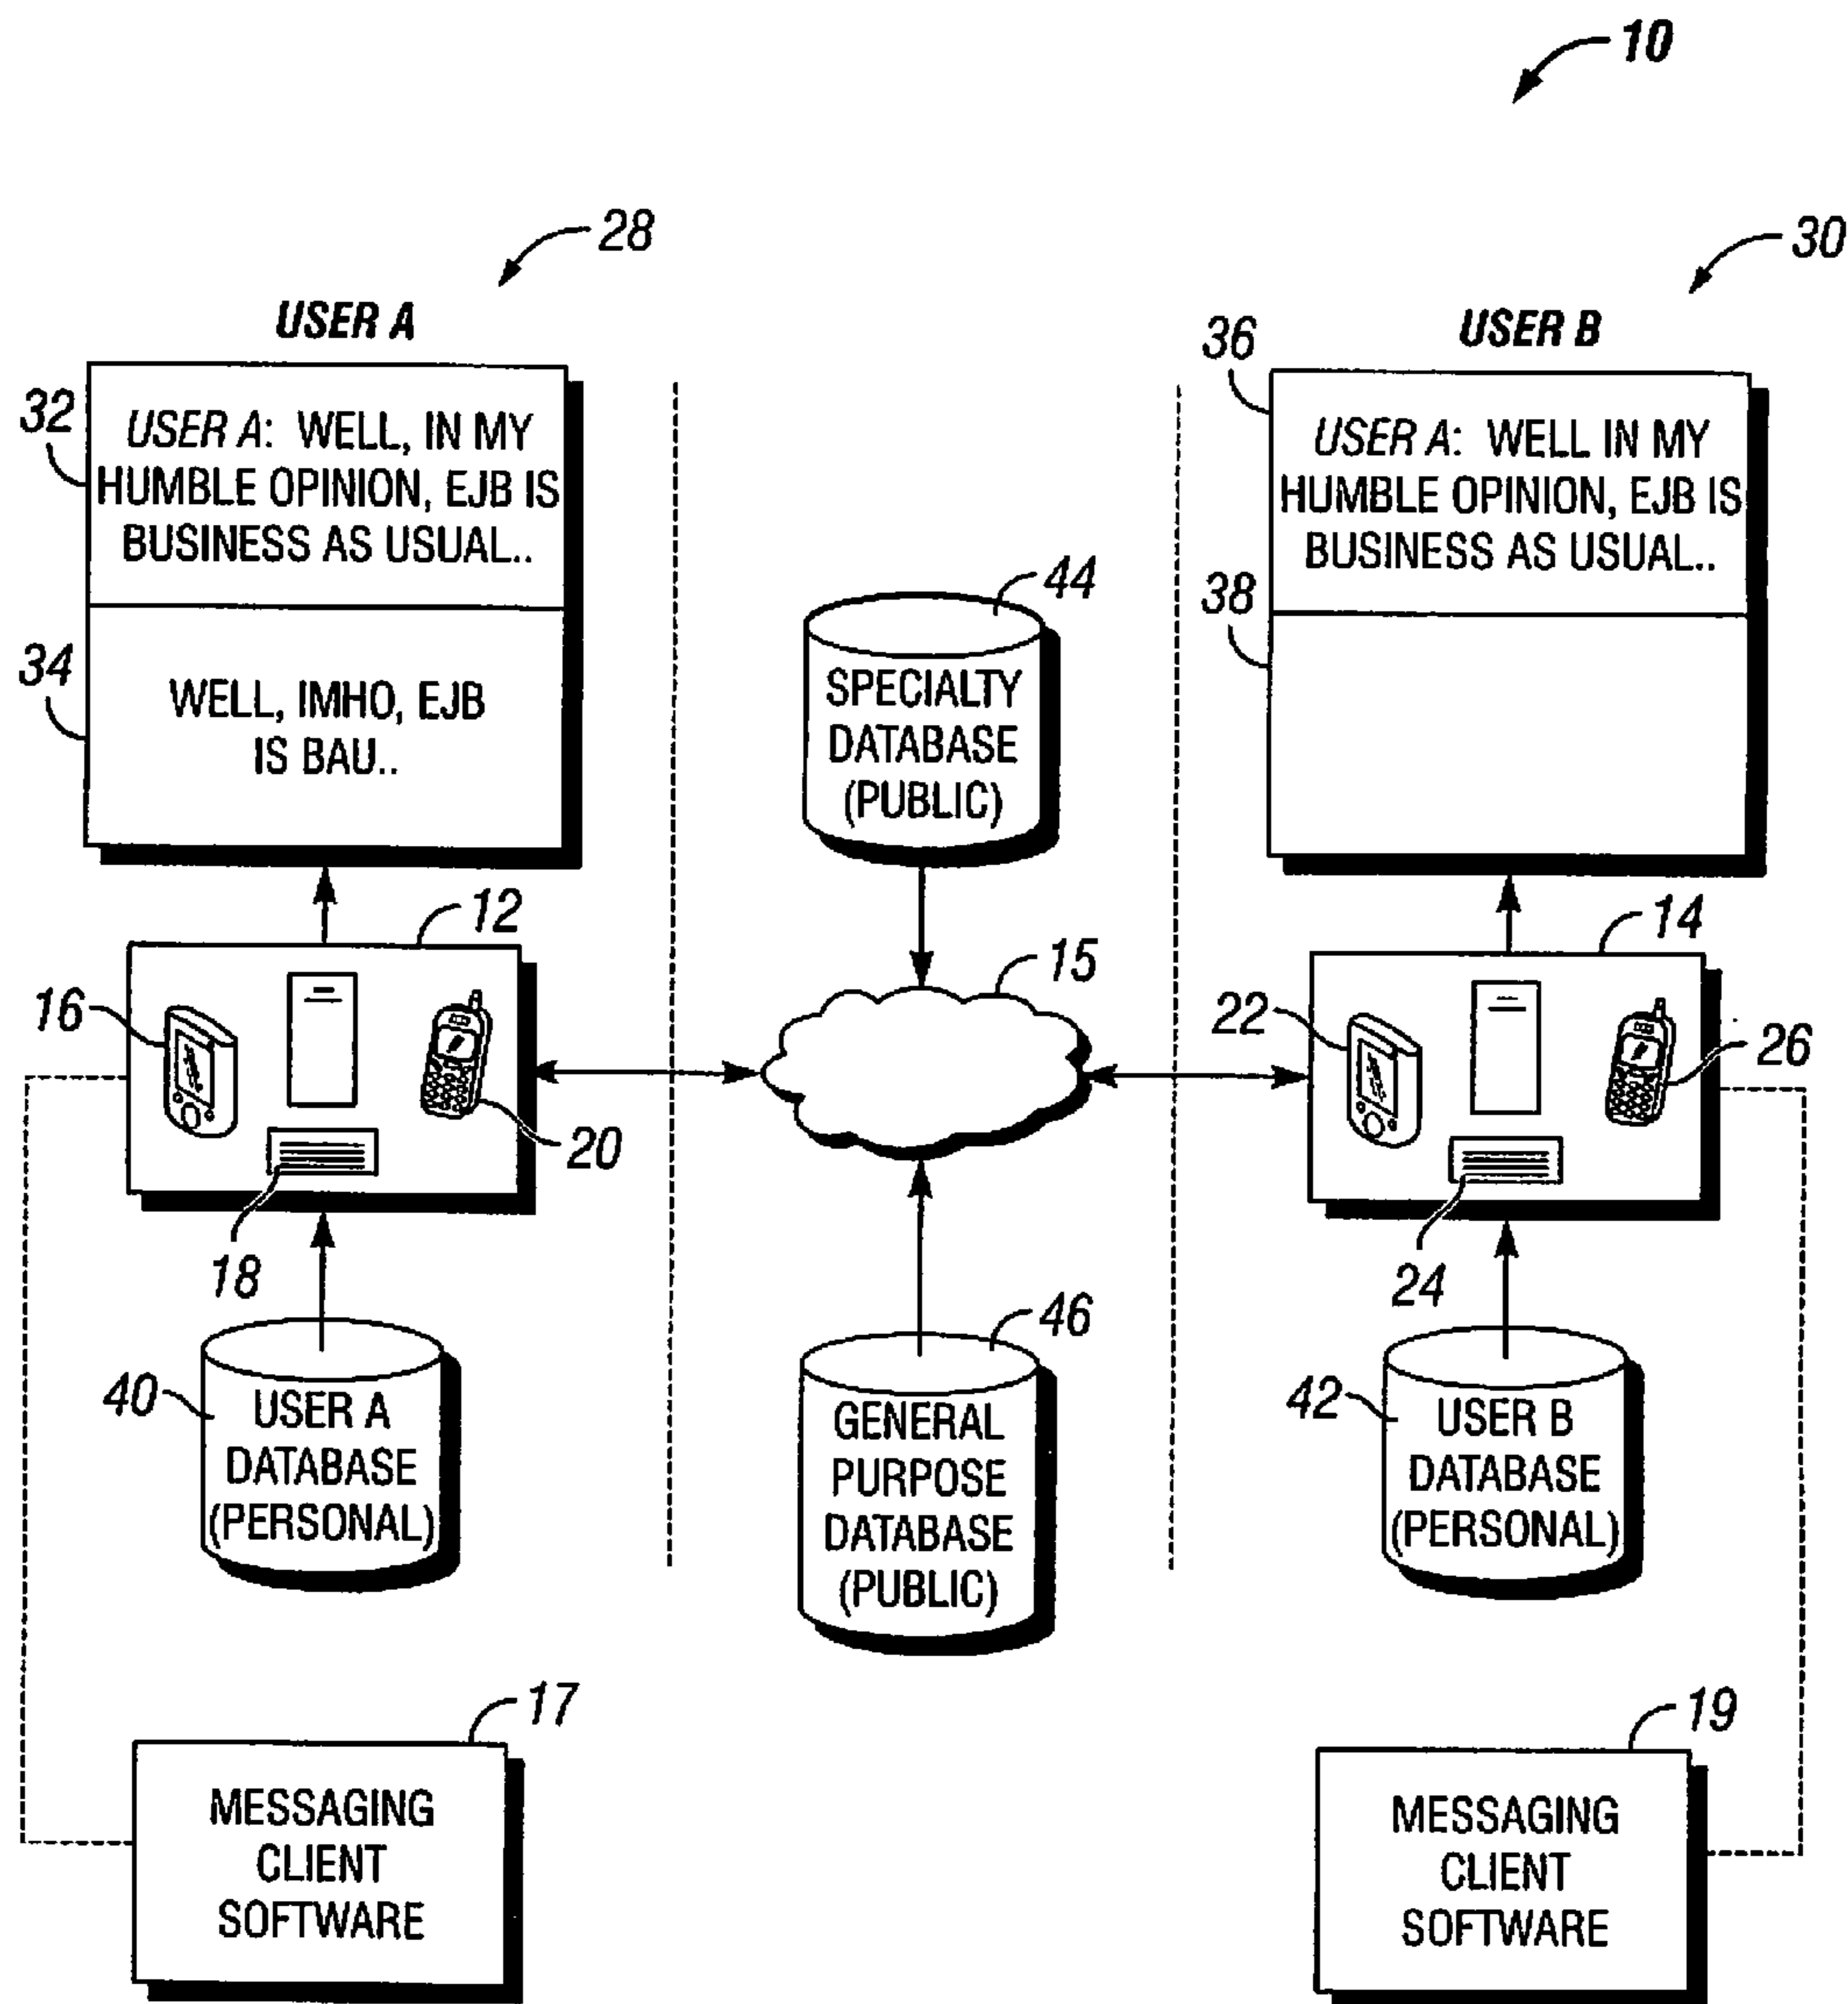 10
28
30
USER A
USER B
32
USER A: WELL, IN MY
HUMBLE OPINION, EJB IS
BUSINESS AS USUAL..
36
USER A: WELL IN MY
HUMBLE OPINION, EJB IS
BUSINESS AS USUAL..
34
WELL, IMHO, EJB
IS BAU..
38
44
SPECIALTY
DATABASE
(PUBLIC)
12
14
15
16
20
18
22
26
24
40
USER A
DATABASE
(PERSONAL)
46
GENERAL
PURPOSE
DATABASE
(PUBLIC)
42
USER B
DATABASE
(PERSONAL)
17
MESSAGING
CLIENT
SOFTWARE
19
MESSAGING
CLIENT
SOFTWARE